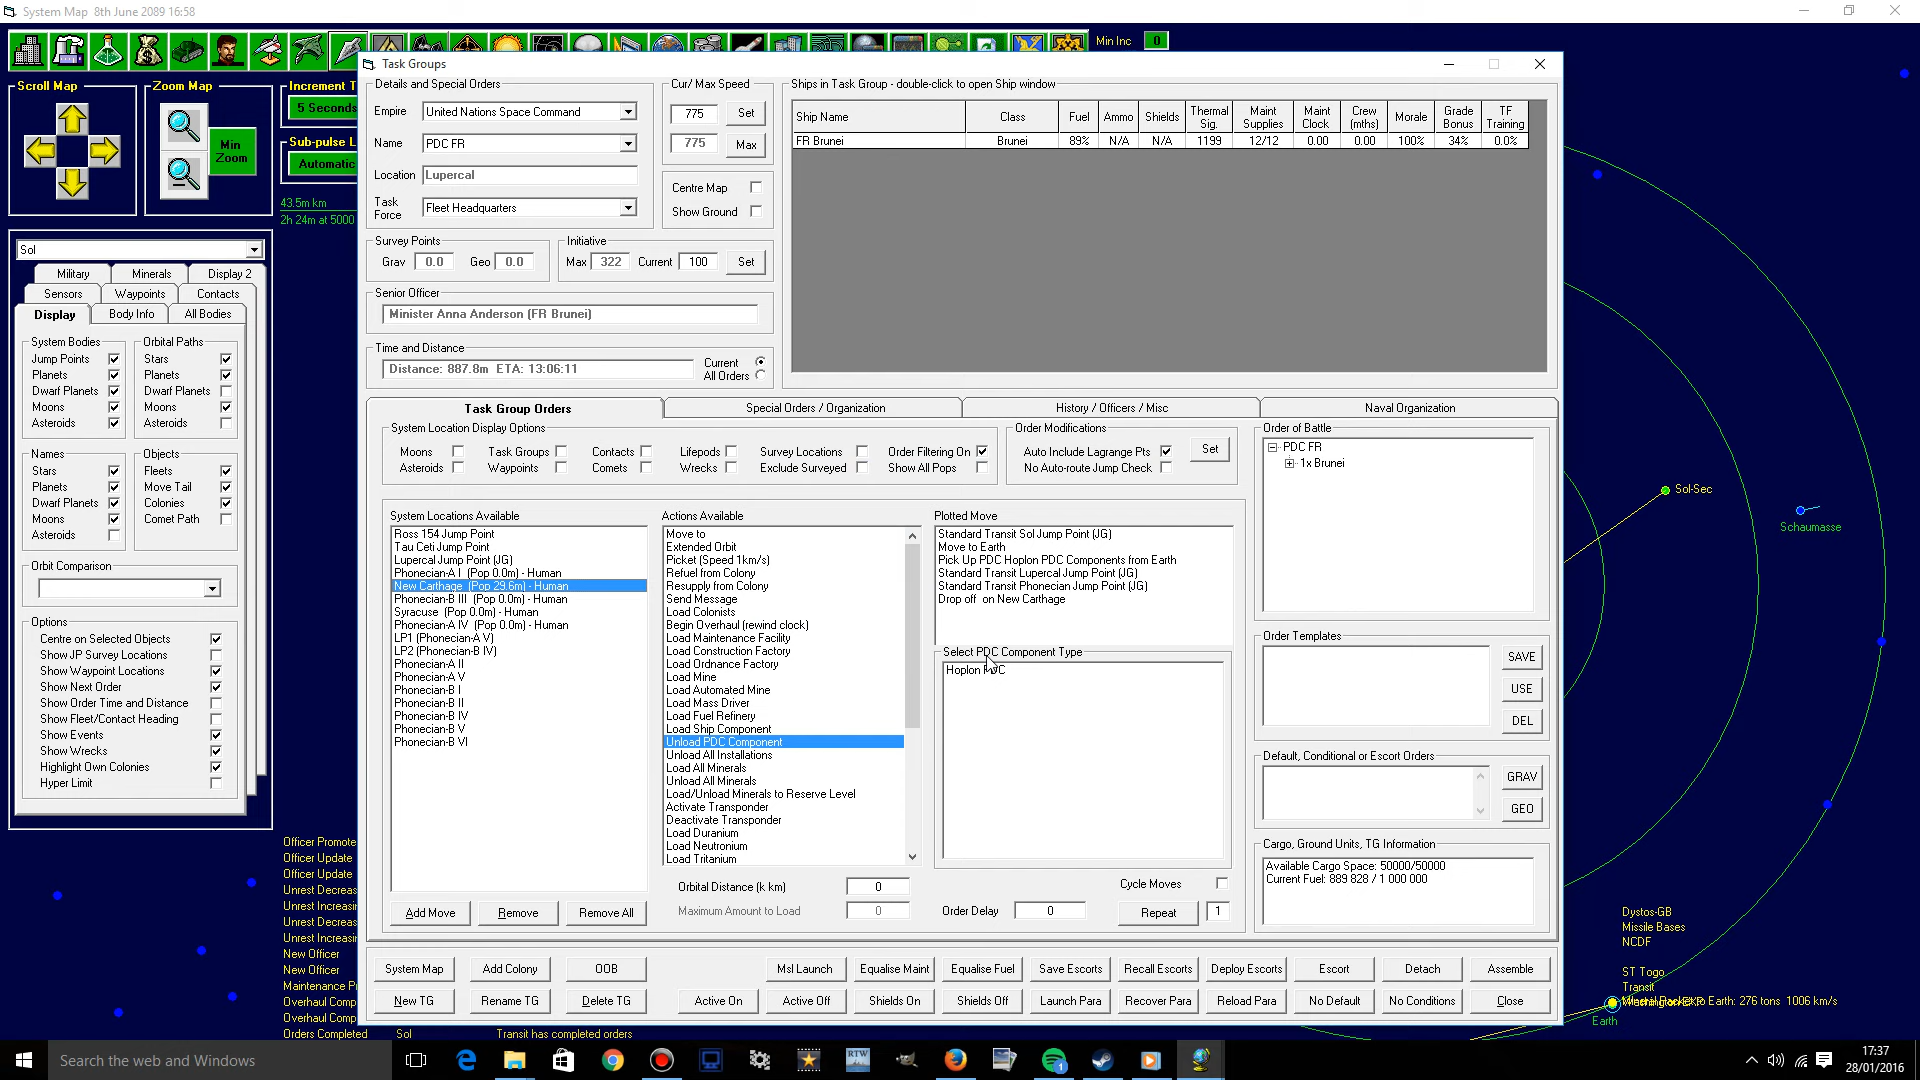 System Map  8th June 2089 16:58
Min Inc 0
Scroll Map
Zoom Map
Min Zoom
5 Seconds
Automatic
43.5m km
2h 24m at 5000
Sol
Military Minerals Display 2
Sensors Waypoints Contacts
Display Body Info All Bodies
System Bodies
Jump Points
Planets
Dwarf Planets
Moons
Asteroids
Orbital Paths
Stars
Planets
Dwarf Planets
Moons
Asteroids
Names
Stars
Planets
Dwarf Planets
Moons
Asteroids
Objects
Fleets
Move Tail
Colonies
Comet Path
Orbit Comparison
Options
Centre on Selected Objects
Show JP Survey Locations
Show Waypoint Locations
Show Next Order
Show Order Time and Distance
Show Fleet/Contact Heading
Show Events
Show Wrecks
Highlight Own Colonies
Hyper Limit
Officer Promote
Officer Update
Officer Update
Unrest Decreas
Unrest Increasi
Unrest Decreas
Unrest Increasi
New Officer
New Officer
Maintenance P
Overhaul Comp
Overhaul Comp
Orders Completed Sol Transit has completed orders
Task Groups
Details and Special Orders
Empire United Nations Space Command
Name PDC FR
Location Lupercal
Task Force Fleet Headquarters
Cur/ Max Speed
775 Set
775 Max
Centre Map
Show Ground
Survey Points
Grav 0.0 Geo 0.0
Initiative
Max 322 Current 100 Set
Senior Officer
Minister Anna Anderson (FR Brunei)
Time and Distance
Distance: 887.8m  ETA: 13:06:11
Current
All Orders
Ships in Task Group - double-click to open Ship window
Ship Name Class Fuel Ammo Shields Thermal Sig. Maint Supplies Maint Clock Crew (mths) Morale Grade Bonus TF Training
FR Brunei Brunei 89% N/A N/A 1199 12/12 0.00 0.00 100% 34% 0.0%
Task Group Orders Special Orders / Organization History / Officers / Misc Naval Organization
System Location Display Options
Moons Task Groups Contacts Lifepods Survey Locations Order Filtering On
Asteroids Waypoints Comets Wrecks Exclude Surveyed Show All Pops
Order Modifications
Auto Include Lagrange Pts Set
No Auto-route Jump Check
Order of Battle
PDC FR
1x Brunei
System Locations Available
Ross 154 Jump Point
Tau Ceti Jump Point
Lupercal Jump Point (JG)
Phonecian-A I  (Pop 0.0m) - Human
New Carthage  (Pop 29.6m) - Human
Phonecian-B III  (Pop 0.0m) - Human
Syracuse  (Pop 0.0m) - Human
Phonecian-A IV  (Pop 0.0m) - Human
LP1 (Phonecian-A V)
LP2 (Phonecian-B IV)
Phonecian-A II
Phonecian-A V
Phonecian-B I
Phonecian-B II
Phonecian-B IV
Phonecian-B V
Phonecian-B VI
Actions Available
Move to
Extended Orbit
Picket (Speed 1km/s)
Refuel from Colony
Resupply from Colony
Send Message
Load Colonists
Begin Overhaul (rewind clock)
Load Maintenance Facility
Load Construction Factory
Load Ordnance Factory
Load Mine
Load Automated Mine
Load Mass Driver
Load Fuel Refinery
Load Ship Component
Unload PDC Component
Unload All Installations
Load All Minerals
Unload All Minerals
Load/Unload Minerals to Reserve Level
Activate Transponder
Deactivate Transponder
Load Duranium
Load Neutronium
Load Tritanium
Plotted Move
Standard Transit Sol Jump Point (JG)
Move to Earth
Pick Up PDC Hoplon PDC Components from Earth
Standard Transit Lupercal Jump Point (JG)
Standard Transit Phonecian Jump Point (JG)
Drop off  on New Carthage
Select PDC Component Type
Hoplon PDC
Orbital Distance (k km) 0
Maximum Amount to Load 0
Order Delay 0
Cycle Moves
Repeat 1
Add Move Remove Remove All
Order Templates
SAVE
USE
DEL
Default, Conditional or Escort Orders
GRAV
GEO
Cargo, Ground Units, TG Information
Available Cargo Space: 50000/50000
Current Fuel: 889 828 / 1 000 000
System Map Add Colony OOB Msl Launch Equalise Maint Equalise Fuel Save Escorts Recall Escorts Deploy Escorts Escort Detach Assemble
New TG Rename TG Delete TG Active On Active Off Shields On Shields Off Launch Para Recover Para Reload Para No Default No Conditions Close
Sol-Sec
Schaumasse
Dystos-GB
Missile Bases
NCDF
ST Togo
Transit
to Earth: 276 tons  1006 km/s
Earth
Search the web and Windows
RTW
17:37
28/01/2016